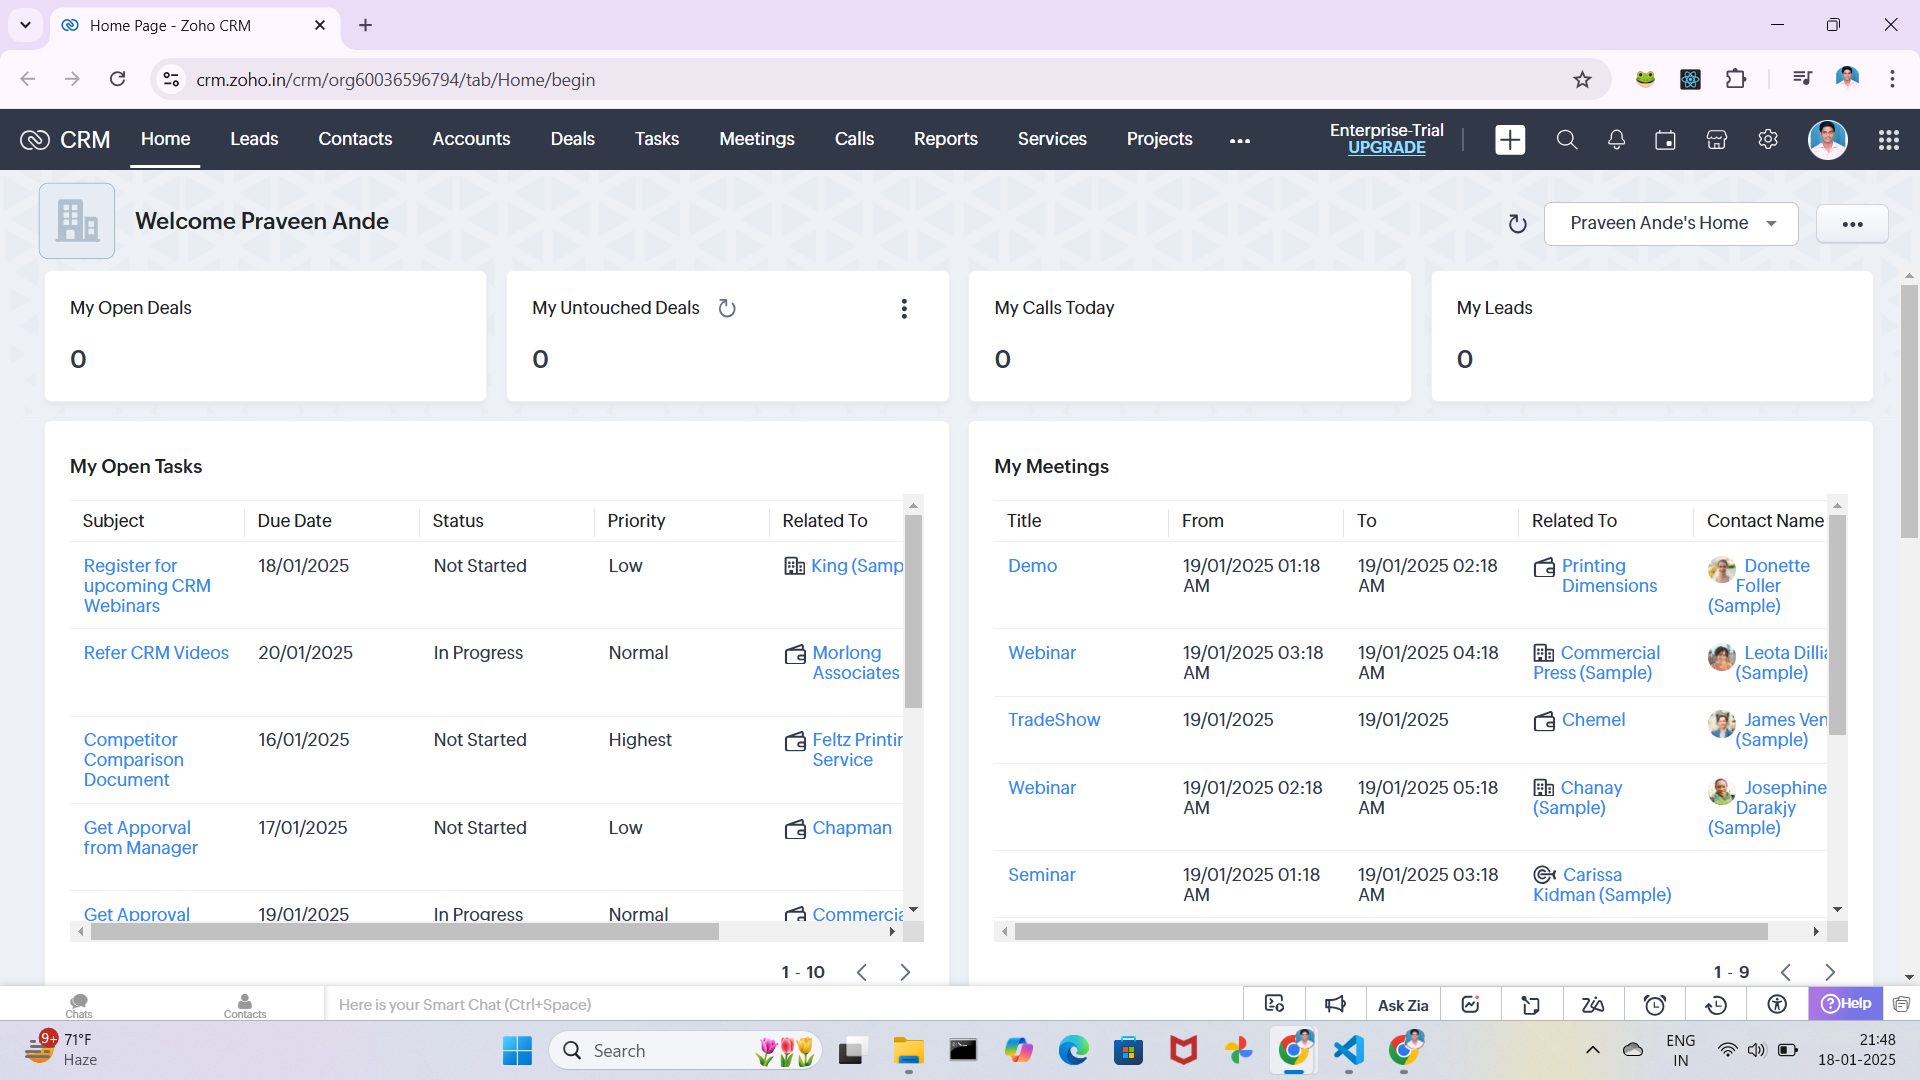 Home Page - Zoho CRM
crm.zoho.in/crm/org60036596794/tab/Home/begin
CRM
Home
Leads
Contacts
Accounts
Deals
Tasks
Meetings
Calls
Reports
Services
Projects
Enterprise-Trial
UPGRADE
Welcome Praveen Ande
Praveen Ande's Home
My Open Deals
0
My Untouched Deals
0
My Calls Today
0
My Leads
0
My Open Tasks
Subject Due Date Status Priority Related To
Register for 18/01/2025 Not Started Low King (Samp
upcoming CRM
Webinars
Refer CRM Videos 20/01/2025 In Progress Normal Morlong
Associates
Competitor 16/01/2025 Not Started Highest Feltz Printin
Comparison Service
Document
Get Apporval 17/01/2025 Not Started Low Chapman
from Manager
Get Approval 19/01/2025 In Progress Normal Commercia
1 - 10
My Meetings
Title From To Related To Contact Name
Demo 19/01/2025 01:18 19/01/2025 02:18 Printing Donette
AM AM Dimensions Foller
(Sample)
Webinar 19/01/2025 03:18 19/01/2025 04:18 Commercial Leota Dillia
AM AM Press (Sample) (Sample)
TradeShow 19/01/2025 19/01/2025 Chemel James Ven
(Sample)
Webinar 19/01/2025 02:18 19/01/2025 05:18 Chanay Josephine
AM AM (Sample) Darakjy
(Sample)
Seminar 19/01/2025 01:18 19/01/2025 03:18 Carissa
AM AM Kidman (Sample)
1 - 9
Chats
Contacts
Here is your Smart Chat (Ctrl+Space)
Ask Zia
Help
9+
71°F
Haze
Search
ENG
IN
21:48
18-01-2025